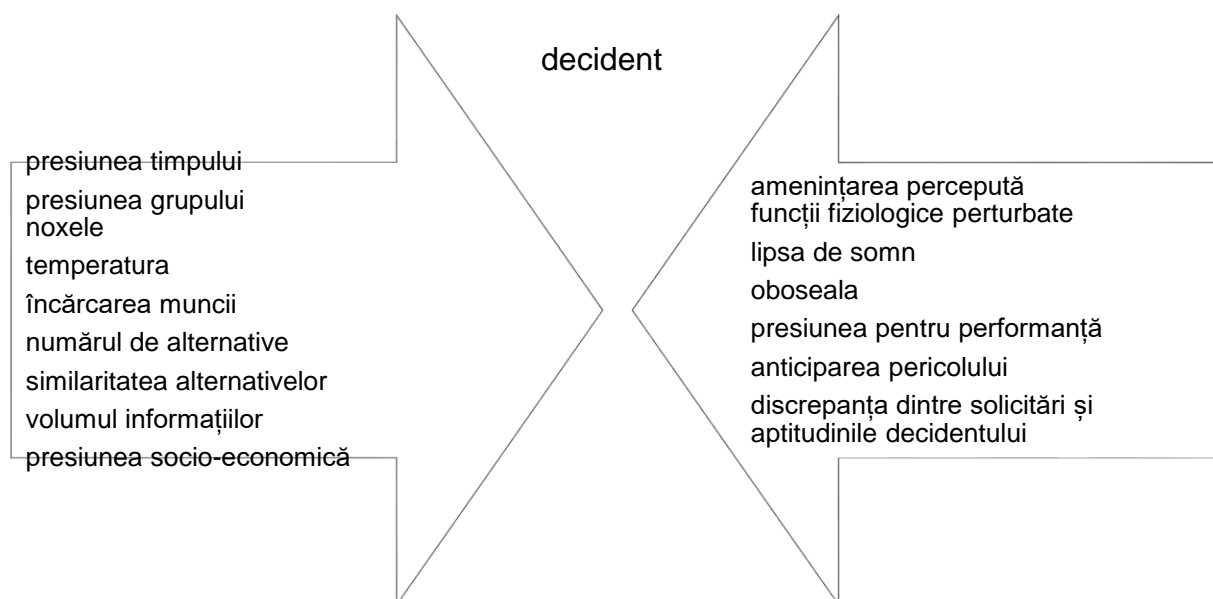 decident
presiunea timpului
presiunea grupului
noxele
temperatura
încărcarea muncii
numărul de alternative
similaritatea alternativelor
volumul informațiilor
presiunea socio-economică
amenințarea percepută
funcții fiziologice perturbate
lipsa de somn
oboseala
presiunea pentru performanță
anticiparea pericolului
discrepanța dintre solicitări și
aptitudinile decidentului